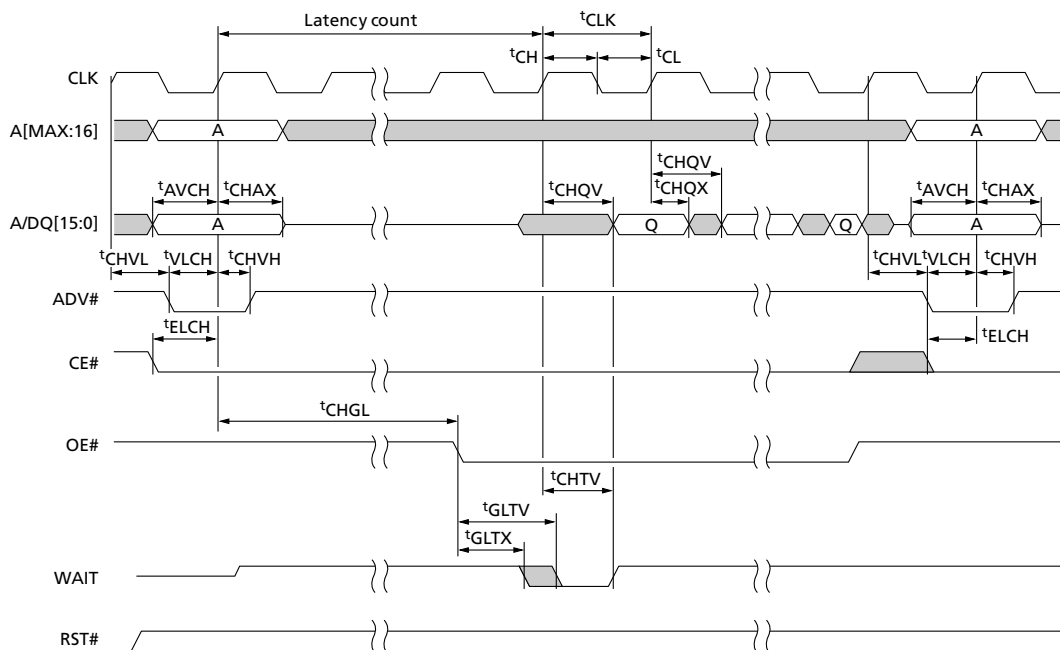 Latency count
tCLK
tCH
tCL
CLK
A[MAX:16]
A
A
tCHQV
tAVCH
tCHAX
tCHQV
tCHQX
tAVCH
tCHAX
A/DQ[15:0]
A
Q
Q
A
tCHVL
tVLCH
tCHVH
tCHVL
tVLCH
tCHVH
ADV#
tELCH
tELCH
CE#
tCHGL
OE#
tCHTV
tGLTV
tGLTX
WAIT
RST#